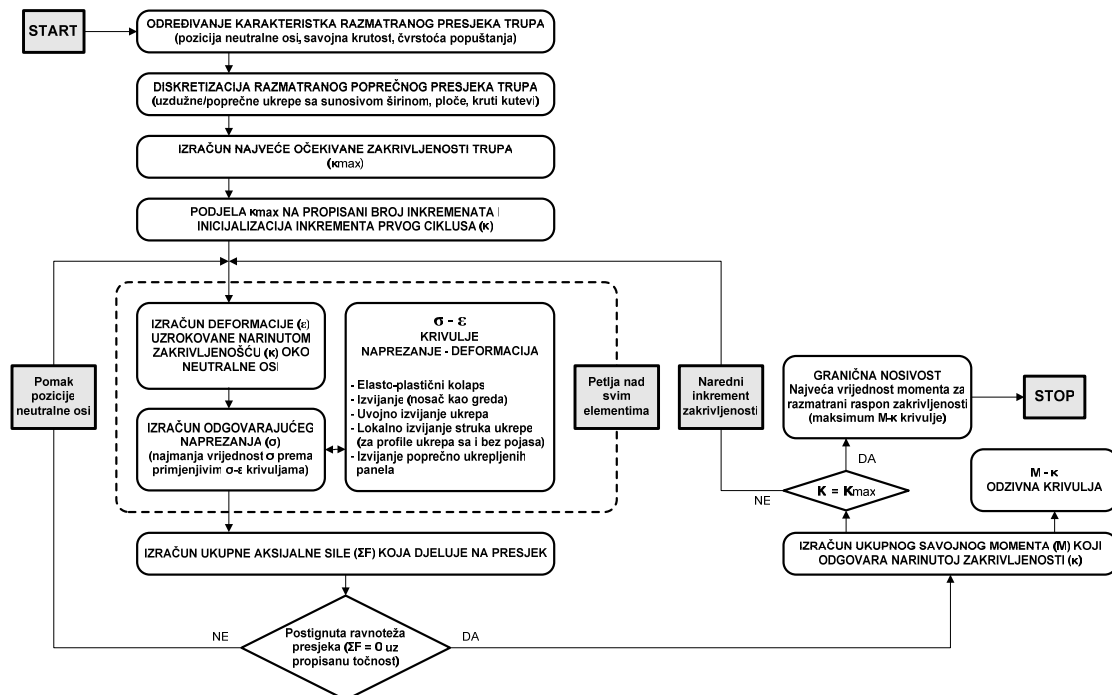 START
ODREĐIVANJE KARAKTERISTKA RAZMATRANOG PRESJEKA TRUPA
(pozicija neutralne osi, savojna krutost, čvrstoća popuštanja)
DISKRETIZACIJA RAZMATRANOG POPREČNOG PRESJEKA TRUPA
(uzdužne/poprečne ukrepe sa sunosivom širinom, ploče, kruti kutevi)
IZRAČUN NAJVEĆE OČEKIVANE ZAKRIVLJENOSTI TRUPA
(κmax)
PODJELA κmax NA PROPISANI BROJ INKREMENATA I
INICIJALIZACIJA INKREMENTA PRVOG CIKLUSA (κ)
Pomak
pozicije
neutralne osi
IZRAČUN DEFORMACIJE (ε)
UZROKOVANE NARINUTOM
ZAKRIVLJENOŠĆU (κ) OKO
NEUTRALNE OSI
IZRAČUN ODGOVARAJUĆEG
NAPREZANJA (σ)
(najmanja vrijednost σ prema
primjenjivim σ-ε krivuljama)
σ - ε
KRIVULJE
NAPREZANJE - DEFORMACIJA
- Elasto-plastični kolaps
- Izvijanje (nosač kao greda)
- Uvojno izvijanje ukrepa
- Lokalno izvijanje struka ukrepe
(za profile ukrepa sa i bez pojasa)
- Izvijanje poprečno ukrepljenih
panela
Petlja nad
svim
elementima
Naredni
inkrement
zakrivljenosti
GRANIČNA NOSIVOST
Najveća vrijednost momenta za
razmatrani raspon zakrivljenosti
(maksimum M-κ krivulje)
STOP
DA
NE
K = Kmax
M - κ
ODZIVNA KRIVULJA
IZRAČUN UKUPNE AKSIJALNE SILE (ΣF) KOJA DJELUJE NA PRESJEK
IZRAČUN UKUPNOG SAVOJNOG MOMENTA (M) KOJI
ODGOVARA NARINUTOJ ZAKRIVLJENOSTI (κ)
NE
Postignuta ravnoteža
presjeka (ΣF = 0 uz
propisanu točnost)
DA